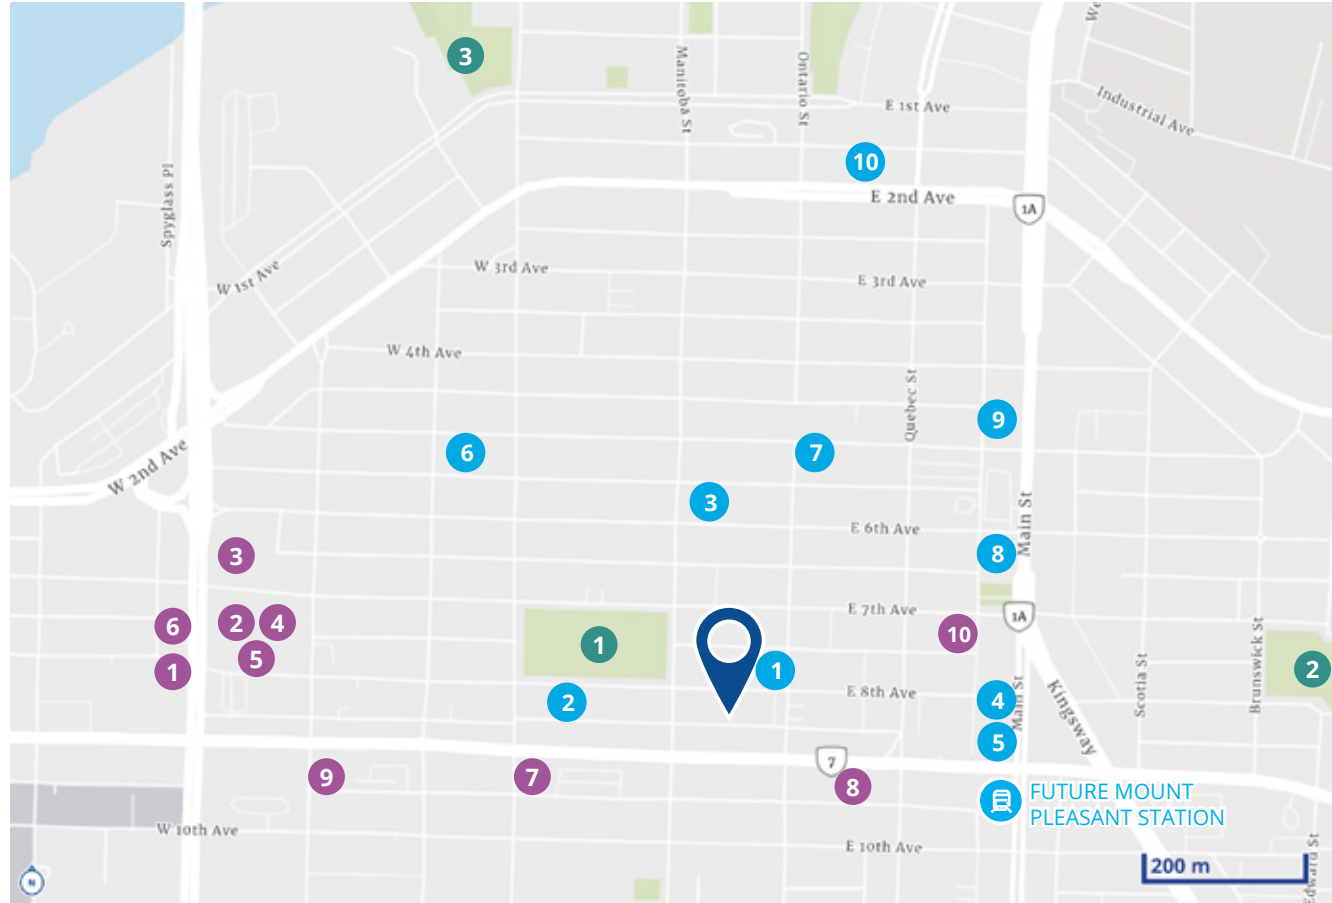 We
3
Manitoba St
Ontario St
E 1st Ave
Industrial Ave
10
E 2nd Ave
1A
Spyglass Pl
W 1st Ave
W 3rd Ave
E 3rd Ave
W 4th Ave
Quebec St
9
6
7
W 2nd Ave
3
Main St
E 6th Ave
3
8
E 7th Ave
1A
6
2
4
10
1
Brunswick St
5
1
1
2
Scotia St
E 8th Ave
2
4
Main St
Kingsway
5
7
9
7
8
FUTURE MOUNT
PLEASANT STATION
W 10th Ave
E 10th Ave
200 m
Edward St
N